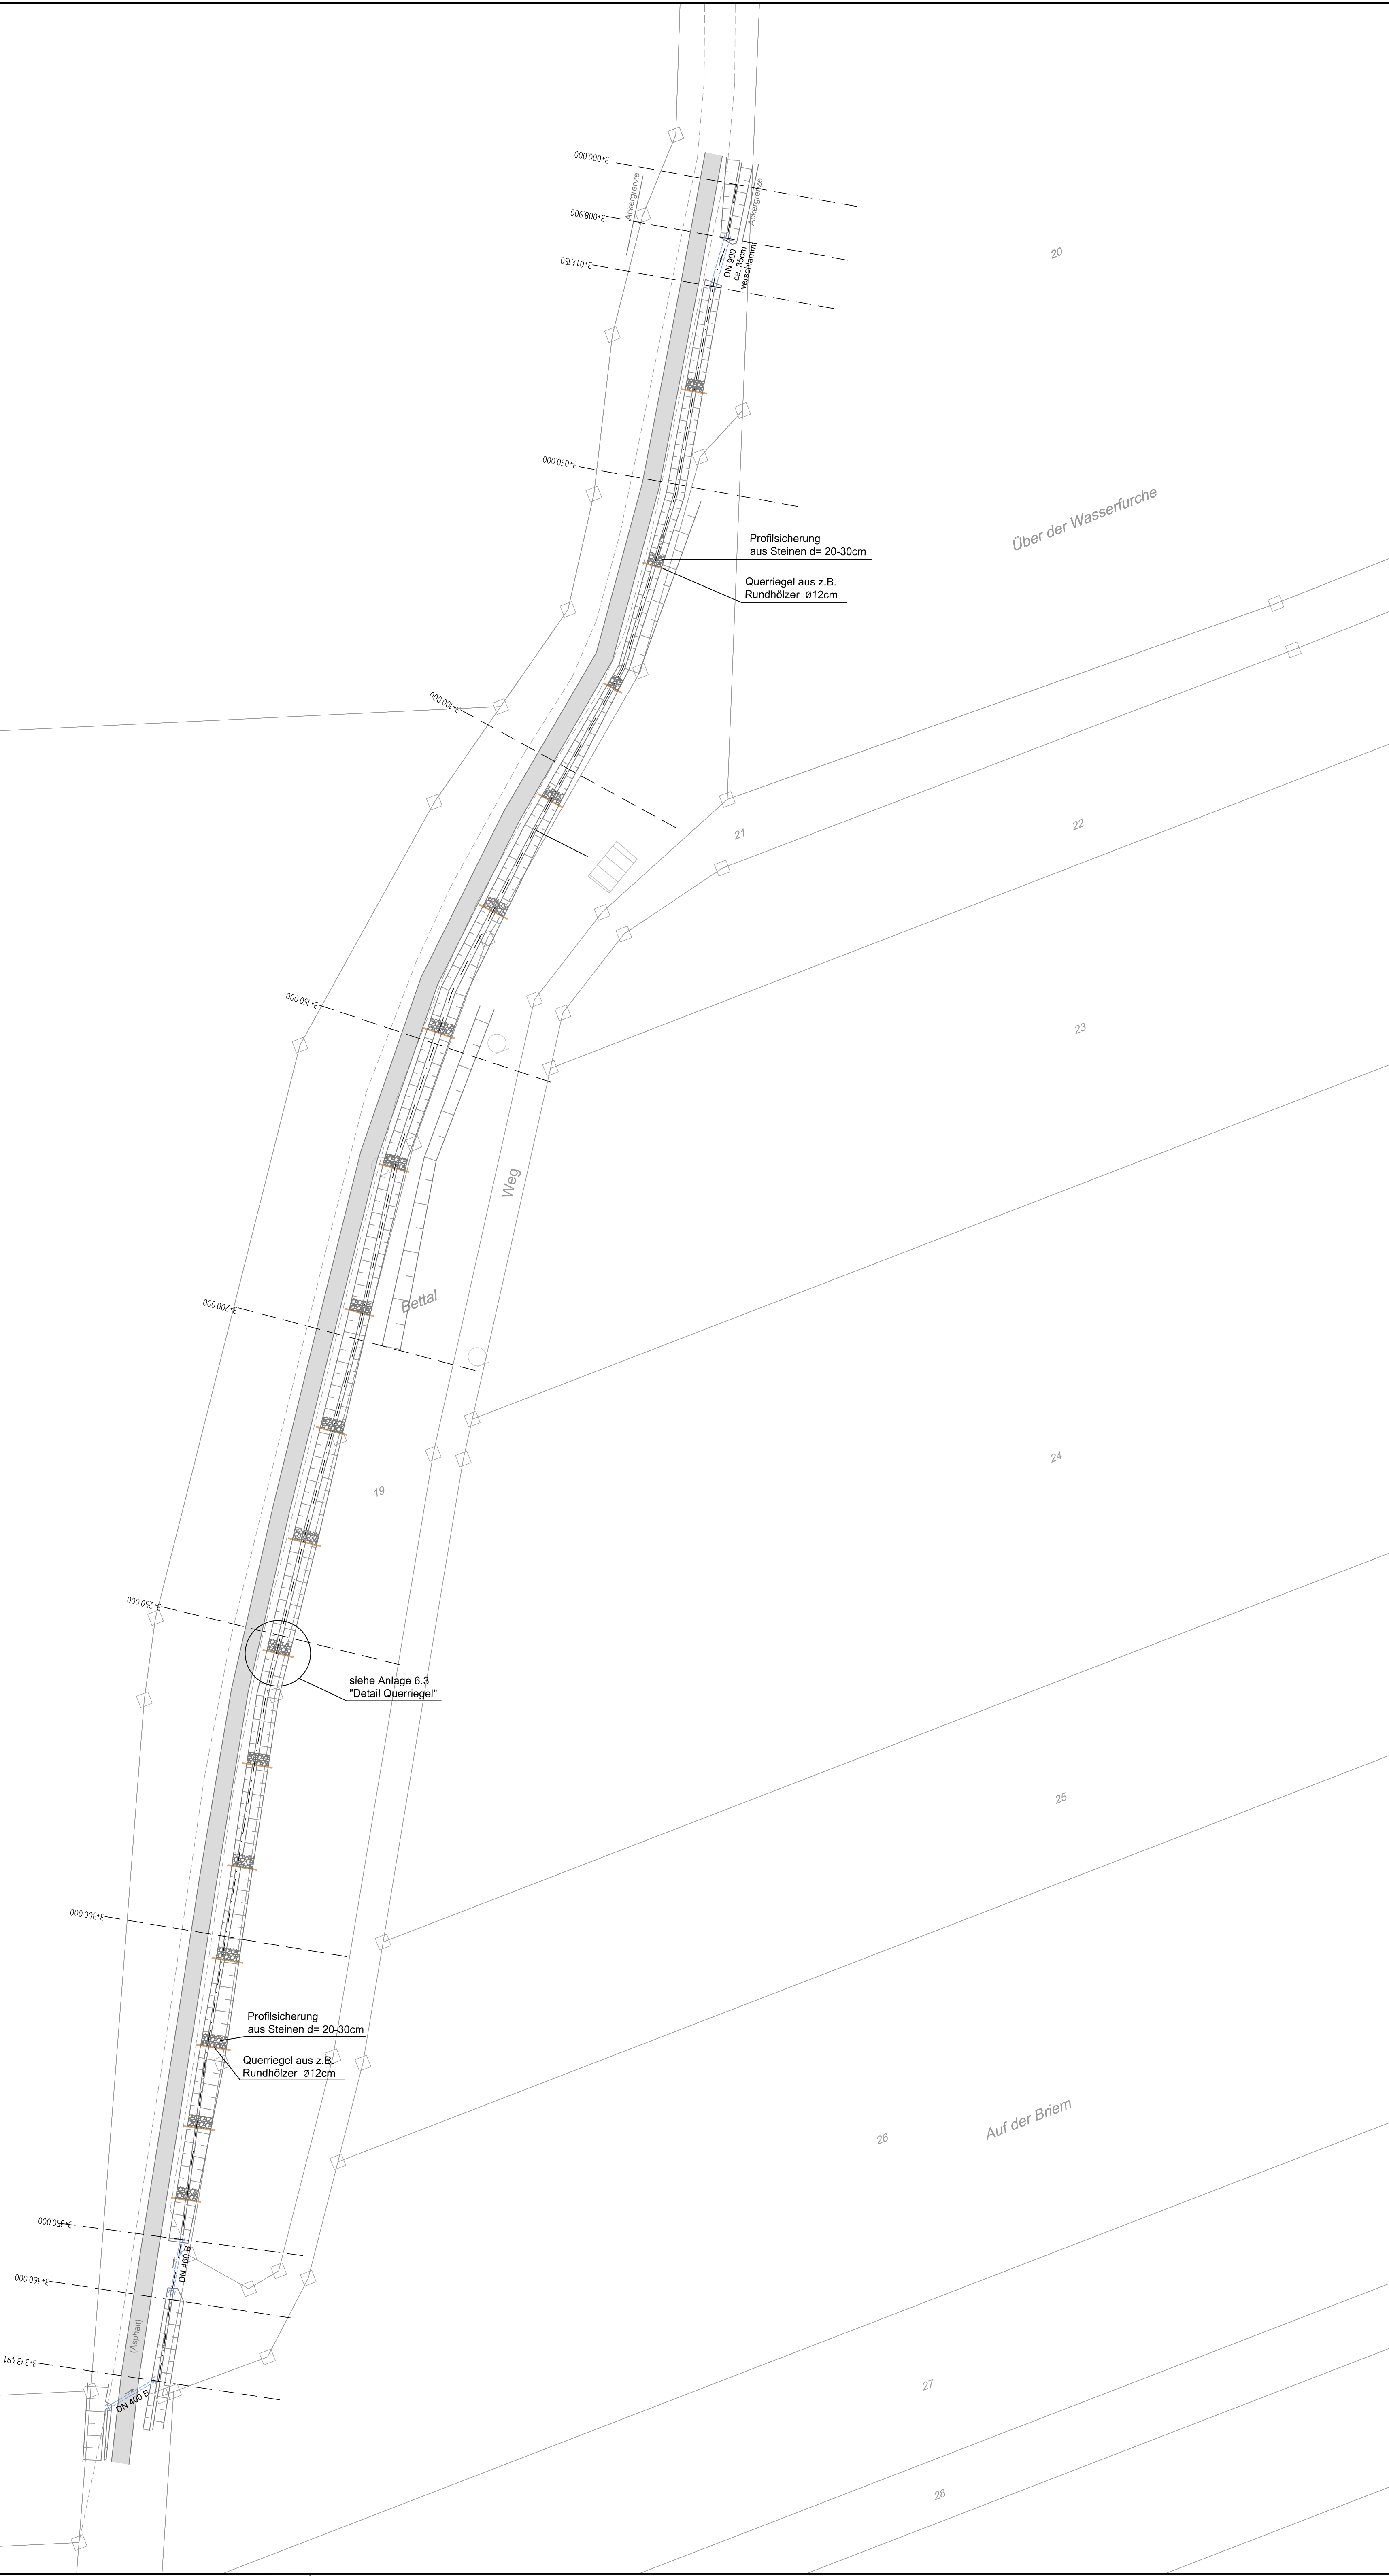 3+000.000
Ackergrenze
Ackergrenze
3+008.900
3+017.150
DN 900
ca. 35cm
verschlammt
20
3+050.000
Über der Wasserfurche
Profilsicherung
aus Steinen d= 20-30cm
Querriegel aus z.B.
Rundhölzer ø12cm
3+100.000
21
22
3+150.000
23
Weg
3+200.000
Bettal
24
19
3+250.000
siehe Anlage 6.3
"Detail Querriegel"
25
3+300.000
Profilsicherung
aus Steinen d= 20-30cm
Querriegel aus z.B.
Rundhölzer ø12cm
Auf der Briem
26
3+350.000
DN 400 B
3+360.000
(Asphalt)
3+373.491
DN 400 B
27
28